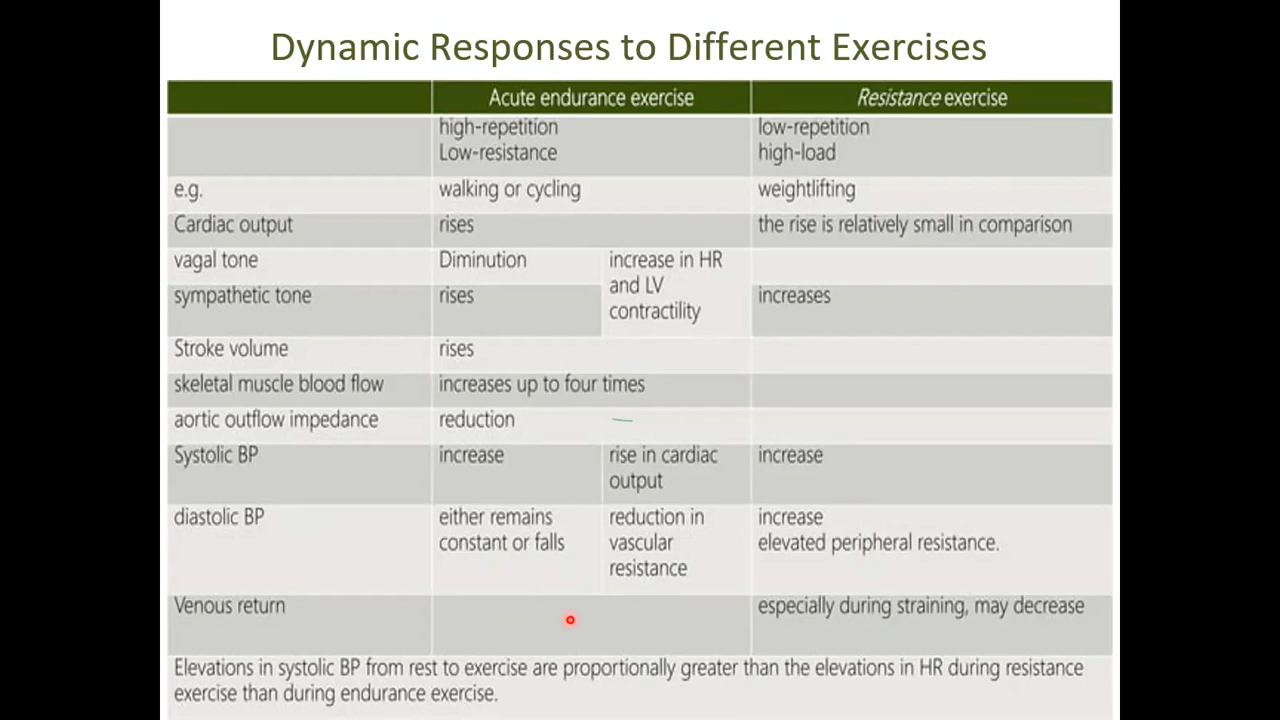 Dynamic Responses to Different Exercises
Acute endurance exercise Resistance exercise
high-repetition low-repetition
Low-resistance high-load
e.g. walking or cycling weightlifting
Cardiac output rises the rise is relatively small in comparison
vagal tone Diminution increase in HR
and LV
contractility
sympathetic tone rises increases
Stroke volume rises
skeletal muscle blood flow increases up to four times
aortic outflow impedance reduction
Systolic BP increase rise in cardiac increase
output
diastolic BP either remains reduction in increase
constant or falls vascular elevated peripheral resistance.
resistance
Venous return especially during straining, may decrease
Elevations in systolic BP from rest to exercise are proportionally greater than the elevations in HR during resistance
exercise than during endurance exercise.